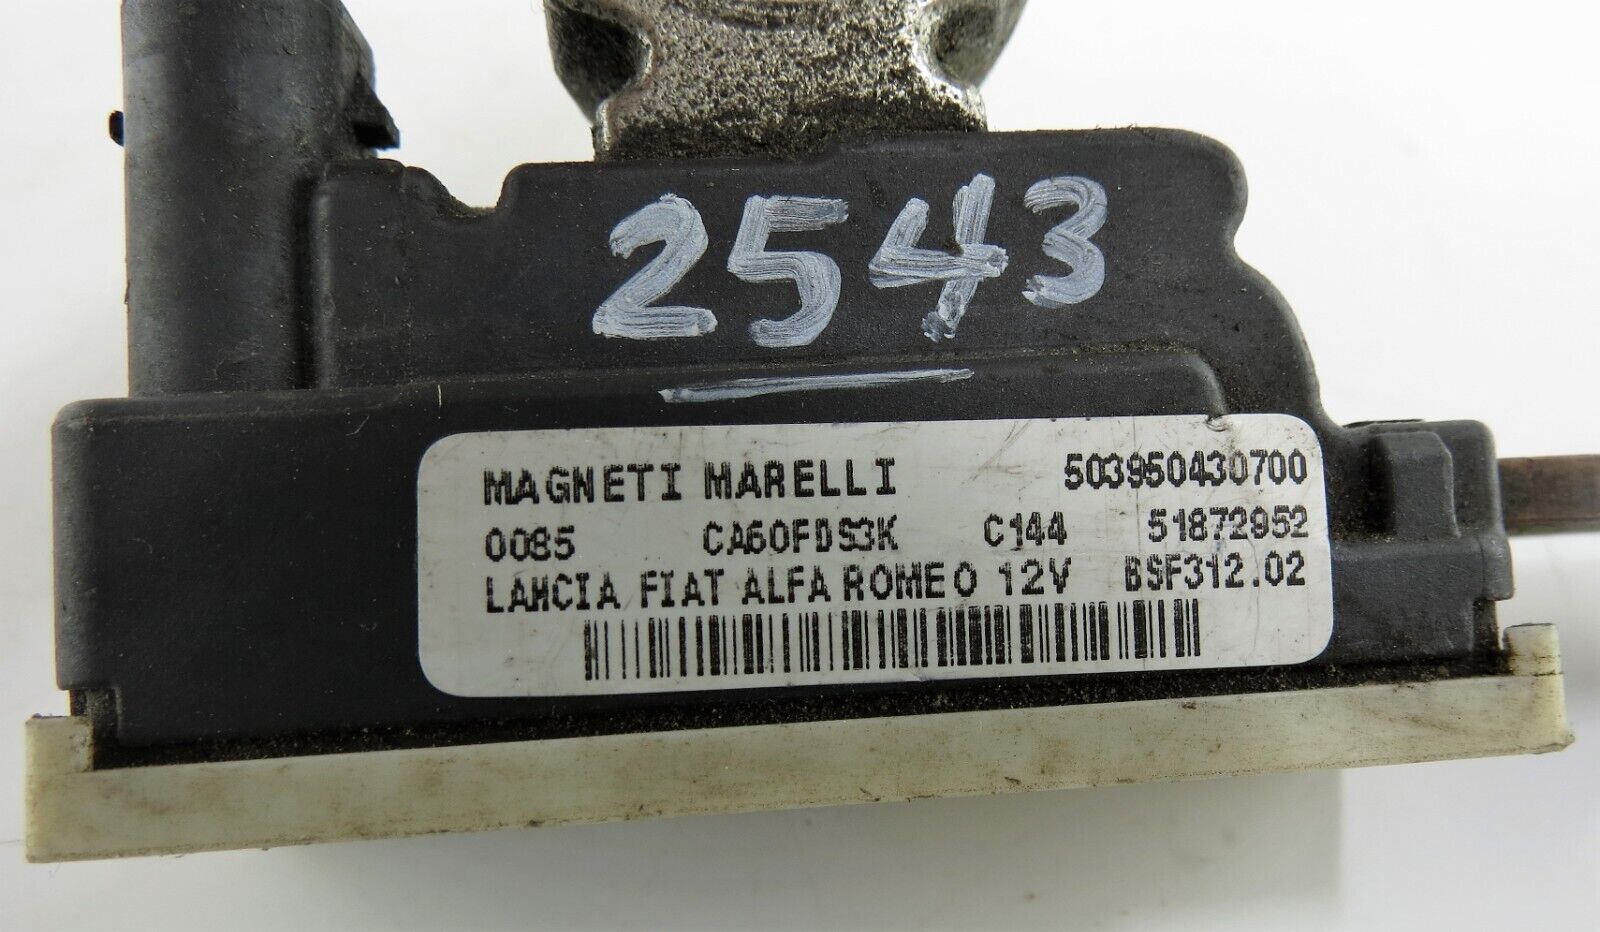 2543
MAGNETI MARELLI 503950430700
0085 CA60FDS3K C144 51872952
LANCIA FIAT ALFA ROMEO 12V BSF312.02